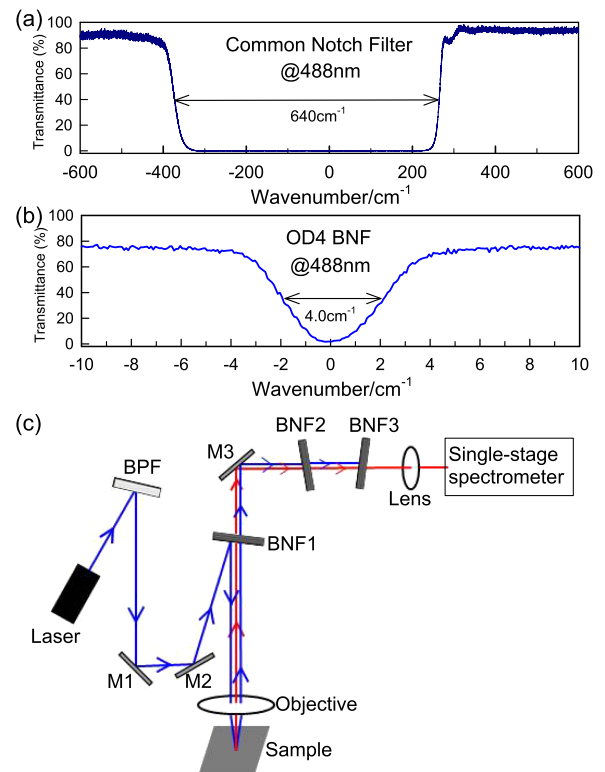 (a)
Transmittance (%)
100
80
60
40
20
0
Common Notch Filter
@488nm
640cm⁻¹
-600 -400 -200 0 200 400 600
Wavenumber/cm⁻¹
(b)
Transmittance (%)
100
80
60
40
20
0
OD4 BNF
@488nm
4.0cm⁻¹
-10 -8 -6 -4 -2 0 2 4 6 8 10
Wavenumber/cm⁻¹
(c)
BNF2 BNF3
M3
BPF
Single-stage
spectrometer
Lens
BNF1
Laser
M1 M2
Objective
Sample